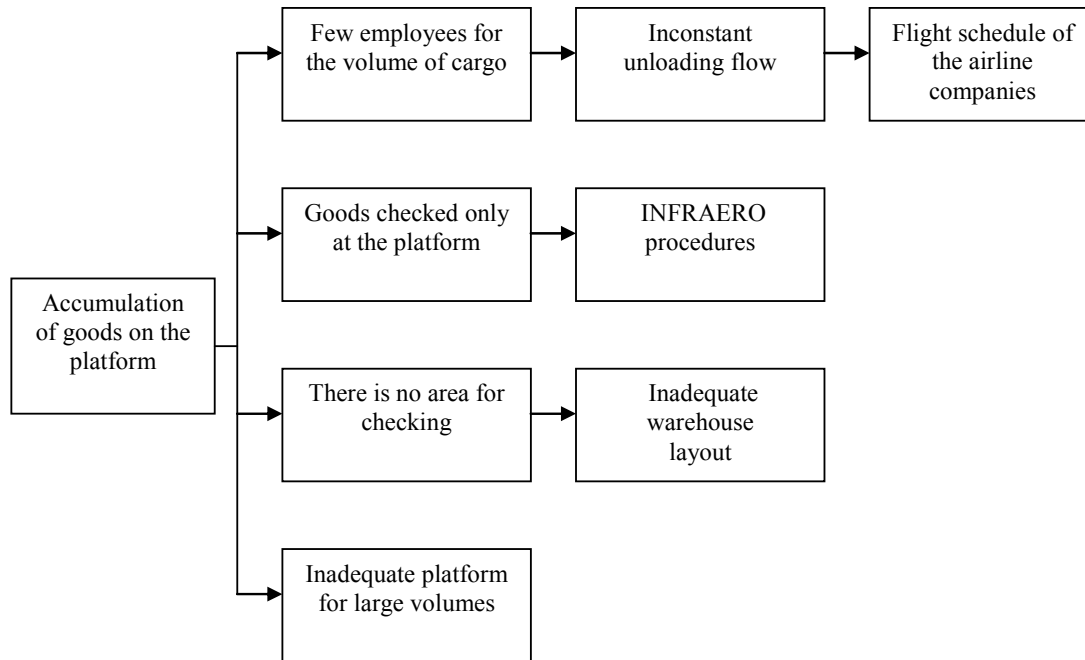 Few employees for
the volume of cargo
Inconstant
unloading flow
Flight schedule of
the airline
companies
Goods checked only
at the platform
INFRAERO
procedures
Accumulation
of goods on the
platform
There is no area for
checking
Inadequate
warehouse
layout
Inadequate platform
for large volumes